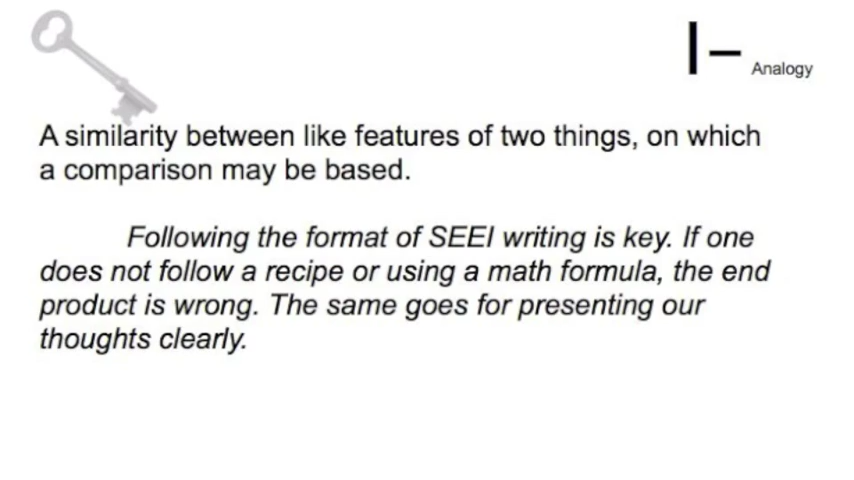 I – Analogy
A similarity between like features of two things, on which
a comparison may be based.
Following the format of SEEI writing is key. If one
does not follow a recipe or using a math formula, the end
product is wrong. The same goes for presenting our
thoughts clearly.